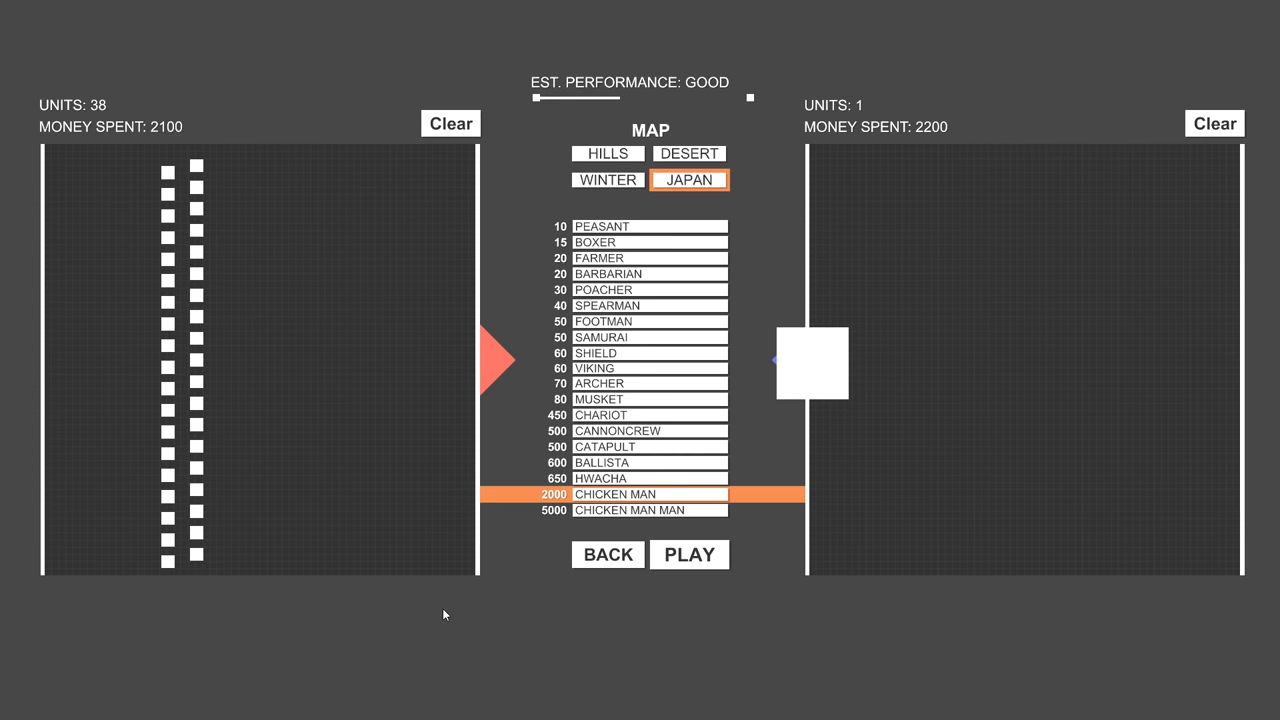 EST. PERFORMANCE: GOOD
UNITS: 38
MONEY SPENT: 2100
Clear
UNITS: 1
MONEY SPENT: 2200
Clear
MAP
HILLS DESERT
WINTER JAPAN
10 PEASANT
15 BOXER
20 FARMER
20 BARBARIAN
30 POACHER
40 SPEARMAN
50 FOOTMAN
50 SAMURAI
60 SHIELD
60 VIKING
70 ARCHER
80 MUSKET
450 CHARIOT
500 CANNONCREW
500 CATAPULT
600 BALLISTA
650 HWACHA
2000 CHICKEN MAN
5000 CHICKEN MAN MAN
BACK PLAY